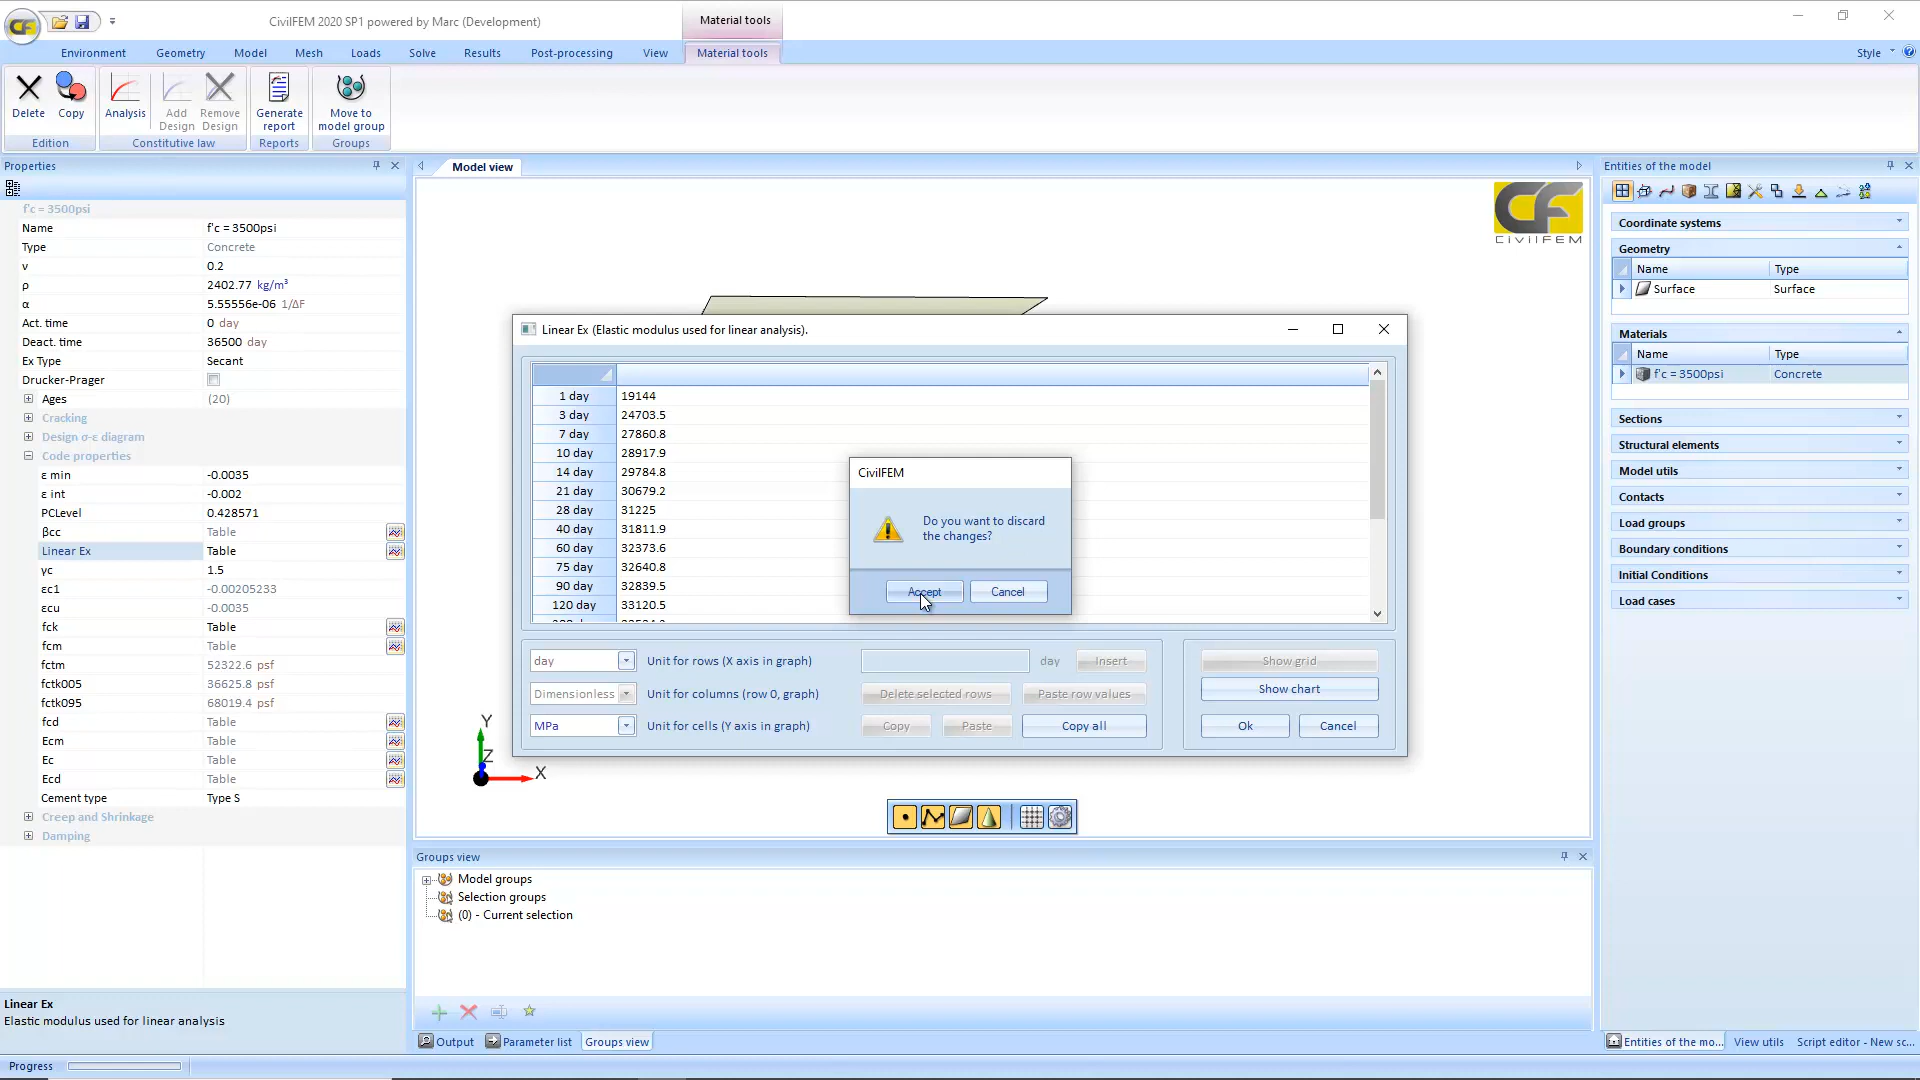 CivilFEM 2020 SP1 powered by Marc (Development)
Material tools
Environment
Geometry
Model
Mesh
Loads
Solve
Results
Post-processing
View
Material tools
Style
Delete
Copy
Analysis
Add
Design
Remove
Design
Generate
report
Move to
model group
Edition
Constitutive law
Reports
Groups
Properties
f'c = 3500psi
Name f'c = 3500psi
Type Concrete
ν 0.2
ρ 2402.77 kg/m³
α 5.55556e-06 1/ΔF
Act. time 0 day
Deact. time 36500 day
Ex Type Secant
Drucker-Prager
Ages (20)
Cracking
Design σ-ε diagram
Code properties
ε min -0.0035
ε int -0.002
PCLevel 0.428571
βcc Table
Linear Ex Table
γc 1.5
εc1 -0.00205233
εcu -0.0035
fck Table
fcm Table
fctm 52322.6 psf
fctk005 36625.8 psf
fctk095 68019.4 psf
fcd Table
Ecm Table
Ec Table
Ecd Table
Cement type Type S
Creep and Shrinkage
Damping
Linear Ex
Elastic modulus used for linear analysis
Progress
Model view
CIVILFEM
Linear Ex (Elastic modulus used for linear analysis).
1 day 19144
3 day 24703.5
7 day 27860.8
10 day 28917.9
14 day 29784.8
21 day 30679.2
28 day 31225
40 day 31811.9
60 day 32373.6
75 day 32640.8
90 day 32839.5
120 day 33120.5
CivilFEM
Do you want to discard
the changes?
Accept
Cancel
day Unit for rows (X axis in graph) day Insert
Dimensionless Unit for columns (row 0, graph) Delete selected rows Paste row values
MPa Unit for cells (Y axis in graph) Copy Paste Copy all
Show grid
Show chart
Ok Cancel
Y
Z
X
Groups view
Model groups
Selection groups
(0) - Current selection
Output
Parameter list
Groups view
Entities of the model
Coordinate systems
Geometry
Name Type
Surface Surface
Materials
Name Type
f'c = 3500psi Concrete
Sections
Structural elements
Model utils
Contacts
Load groups
Boundary conditions
Initial Conditions
Load cases
Entities of the mo...
View utils
Script editor - New sc...